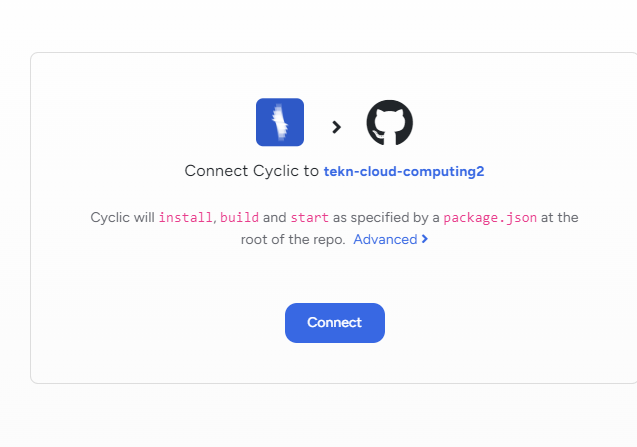 Connect Cyclic to tekn-cloud-computing2
Cyclic will install, build and start as specified by a package.json at the
root of the repo. Advanced
Connect